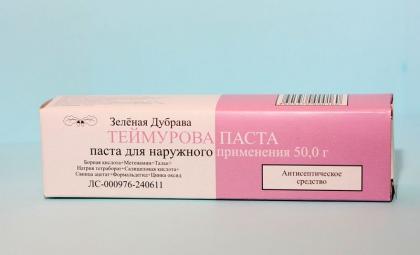 Зелёная Дубрава
ТЕЙМУРОВА ПАСТА
паста для наружного применения 50,0 г
Борная кислота+Метенамин+Тальк+
Натрия тетраборат+Салициловая кислота+
Свинца ацетат+Формальдегид+Цинка оксид
ЛС-000976-240611
Антисептическое
средство